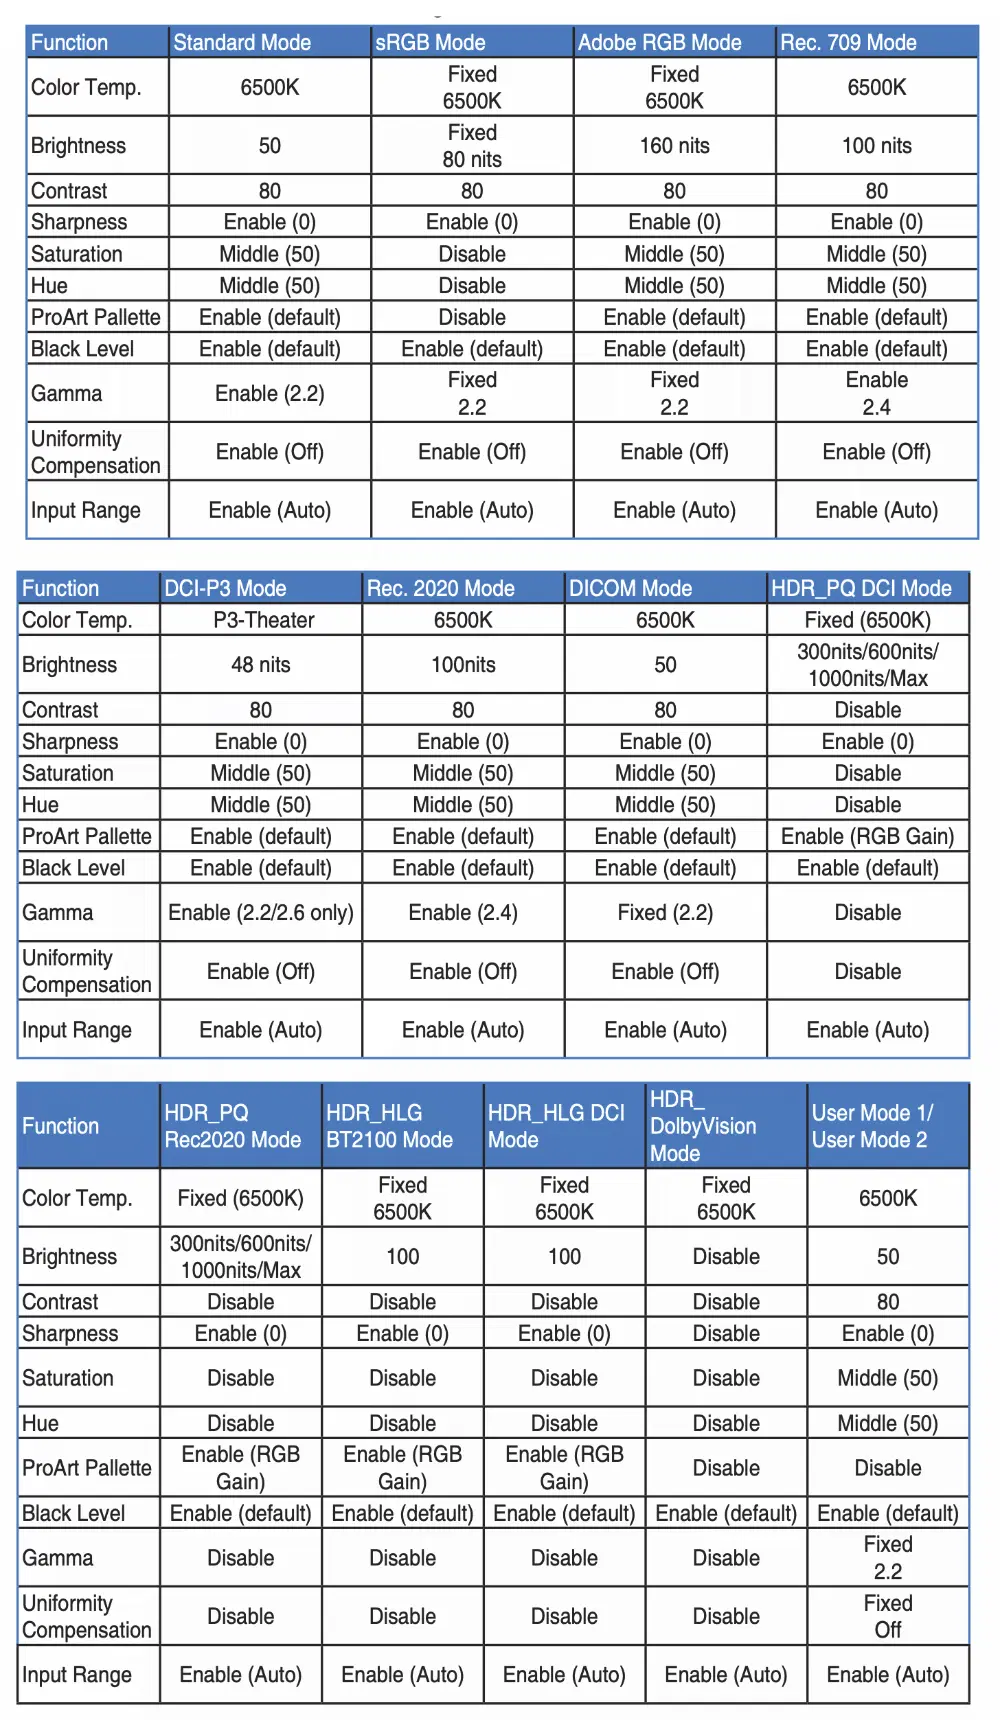 Function Standard Mode sRGB Mode Adobe RGB Mode Rec. 709 Mode
Color Temp. 6500K Fixed 6500K Fixed 6500K 6500K
Brightness 50 Fixed 80 nits 160 nits 100 nits
Contrast 80 80 80 80
Sharpness Enable (0) Enable (0) Enable (0) Enable (0)
Saturation Middle (50) Disable Middle (50) Middle (50)
Hue Middle (50) Disable Middle (50) Middle (50)
ProArt Pallette Enable (default) Disable Enable (default) Enable (default)
Black Level Enable (default) Enable (default) Enable (default) Enable (default)
Gamma Enable (2.2) Fixed 2.2 Fixed 2.2 Enable 2.4
Uniformity Compensation Enable (Off) Enable (Off) Enable (Off) Enable (Off)
Input Range Enable (Auto) Enable (Auto) Enable (Auto) Enable (Auto)
Function DCI-P3 Mode Rec. 2020 Mode DICOM Mode HDR_PQ DCI Mode
Color Temp. P3-Theater 6500K 6500K Fixed (6500K)
Brightness 48 nits 100nits 50 300nits/600nits/ 1000nits/Max
Contrast 80 80 80 Disable
Sharpness Enable (0) Enable (0) Enable (0) Enable (0)
Saturation Middle (50) Middle (50) Middle (50) Disable
Hue Middle (50) Middle (50) Middle (50) Disable
ProArt Pallette Enable (default) Enable (default) Enable (default) Enable (RGB Gain)
Black Level Enable (default) Enable (default) Enable (default) Enable (default)
Gamma Enable (2.2/2.6 only) Enable (2.4) Fixed (2.2) Disable
Uniformity Compensation Enable (Off) Enable (Off) Enable (Off) Disable
Input Range Enable (Auto) Enable (Auto) Enable (Auto) Enable (Auto)
Function HDR_PQ Rec2020 Mode HDR_HLG BT2100 Mode HDR_HLG DCI Mode HDR_ DolbyVision Mode User Mode 1/ User Mode 2
Color Temp. Fixed (6500K) Fixed 6500K Fixed 6500K Fixed 6500K 6500K
Brightness 300nits/600nits/ 1000nits/Max 100 100 Disable 50
Contrast Disable Disable Disable Disable 80
Sharpness Enable (0) Enable (0) Enable (0) Disable Enable (0)
Saturation Disable Disable Disable Disable Middle (50)
Hue Disable Disable Disable Disable Middle (50)
ProArt Pallette Enable (RGB Gain) Enable (RGB Gain) Enable (RGB Gain) Disable Disable
Black Level Enable (default) Enable (default) Enable (default) Enable (default) Enable (default)
Gamma Disable Disable Disable Disable Fixed 2.2
Uniformity Compensation Disable Disable Disable Disable Fixed Off
Input Range Enable (Auto) Enable (Auto) Enable (Auto) Enable (Auto) Enable (Auto)